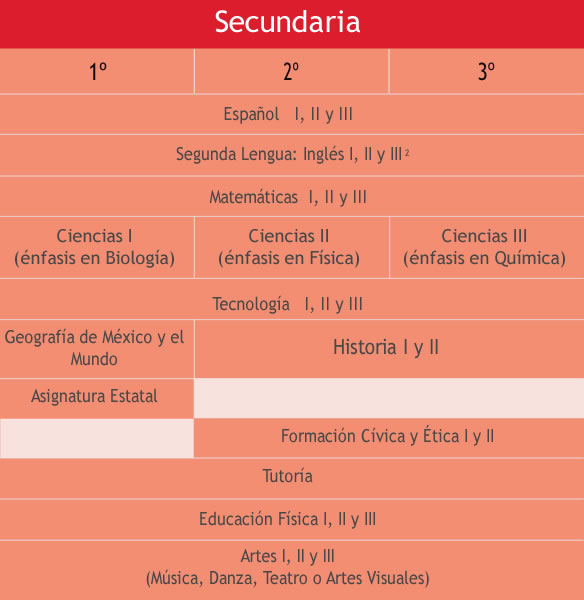 Secundaria
1º 2º 3º
Español I, II y III
Segunda Lengua: Inglés I, II y III 2
Matemáticas I, II y III
Ciencias I
(énfasis en Biología)
Ciencias II
(énfasis en Física)
Ciencias III
(énfasis en Química)
Tecnología I, II y III
Geografía de México y el
Mundo
Historia I y II
Asignatura Estatal
Formación Cívica y Ética I y II
Tutoría
Educación Física I, II y III
Artes I, II y III
(Música, Danza, Teatro o Artes Visuales)